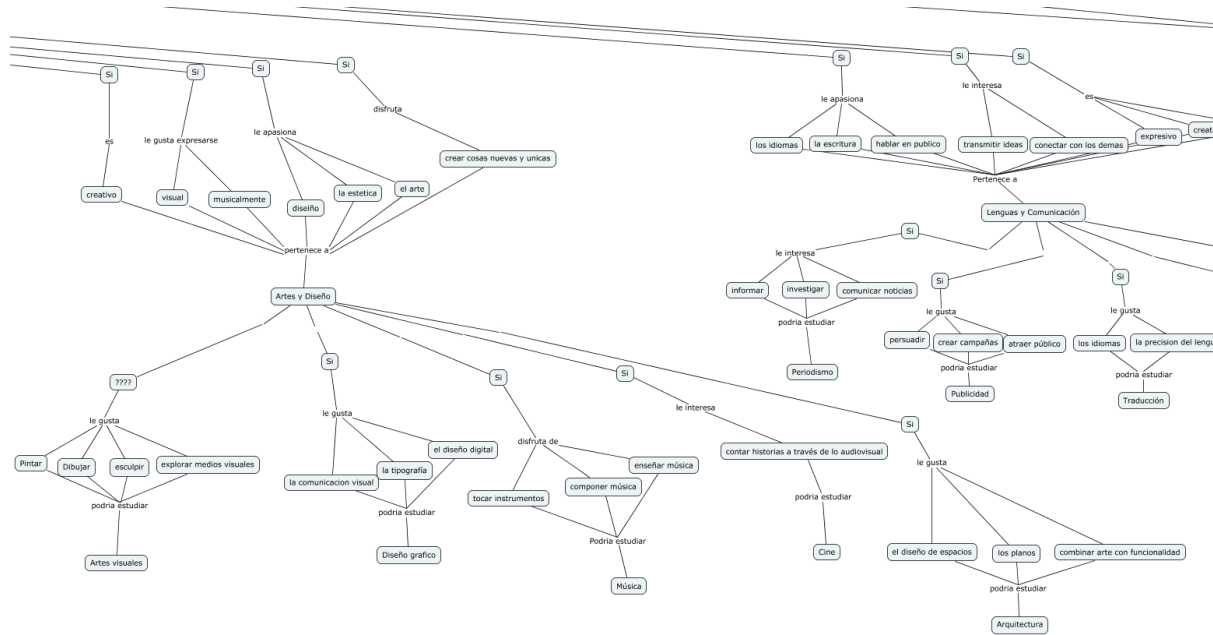 Si
Si
Si
Si
Si
Si
Si
es
le gusta expresarse
le apasiona
disfruta
le apasiona
le interesa
es
creativo
visual
musicalmente
diselño
la estetica
el arte
crear cosas nuevas y unicas
los idiomas
la escritura
hablar en publico
transmitir ideas
conectar con los demas
expresivo
creat
pertenece a
Pertenece a
Artes y Diseño
Lenguas y Comunicación
Si
le interesa
informar
investigar
comunicar noticias
podria estudiar
Periodismo
Si
le gusta
persuadir
crear campañas
atraer público
podria estudiar
Publicidad
Si
le gusta
los idiomas
la precision del lengu
podria estudiar
Traducción
????
le gusta
Pintar
Dibujar
esculpir
explorar medios visuales
podria estudiar
Artes visuales
Si
le gusta
la comunicacion visual
la tipografía
el diseño digital
podria estudiar
Diseño grafico
Si
disfruta de
tocar instrumentos
componer música
enseñar música
Podria estudiar
Música
Si
le interesa
contar historias a través de lo audiovisual
podria estudiar
Cine
Si
le gusta
el diseño de espacios
los planos
combinar arte con funcionalidad
podria estudiar
Arquitectura